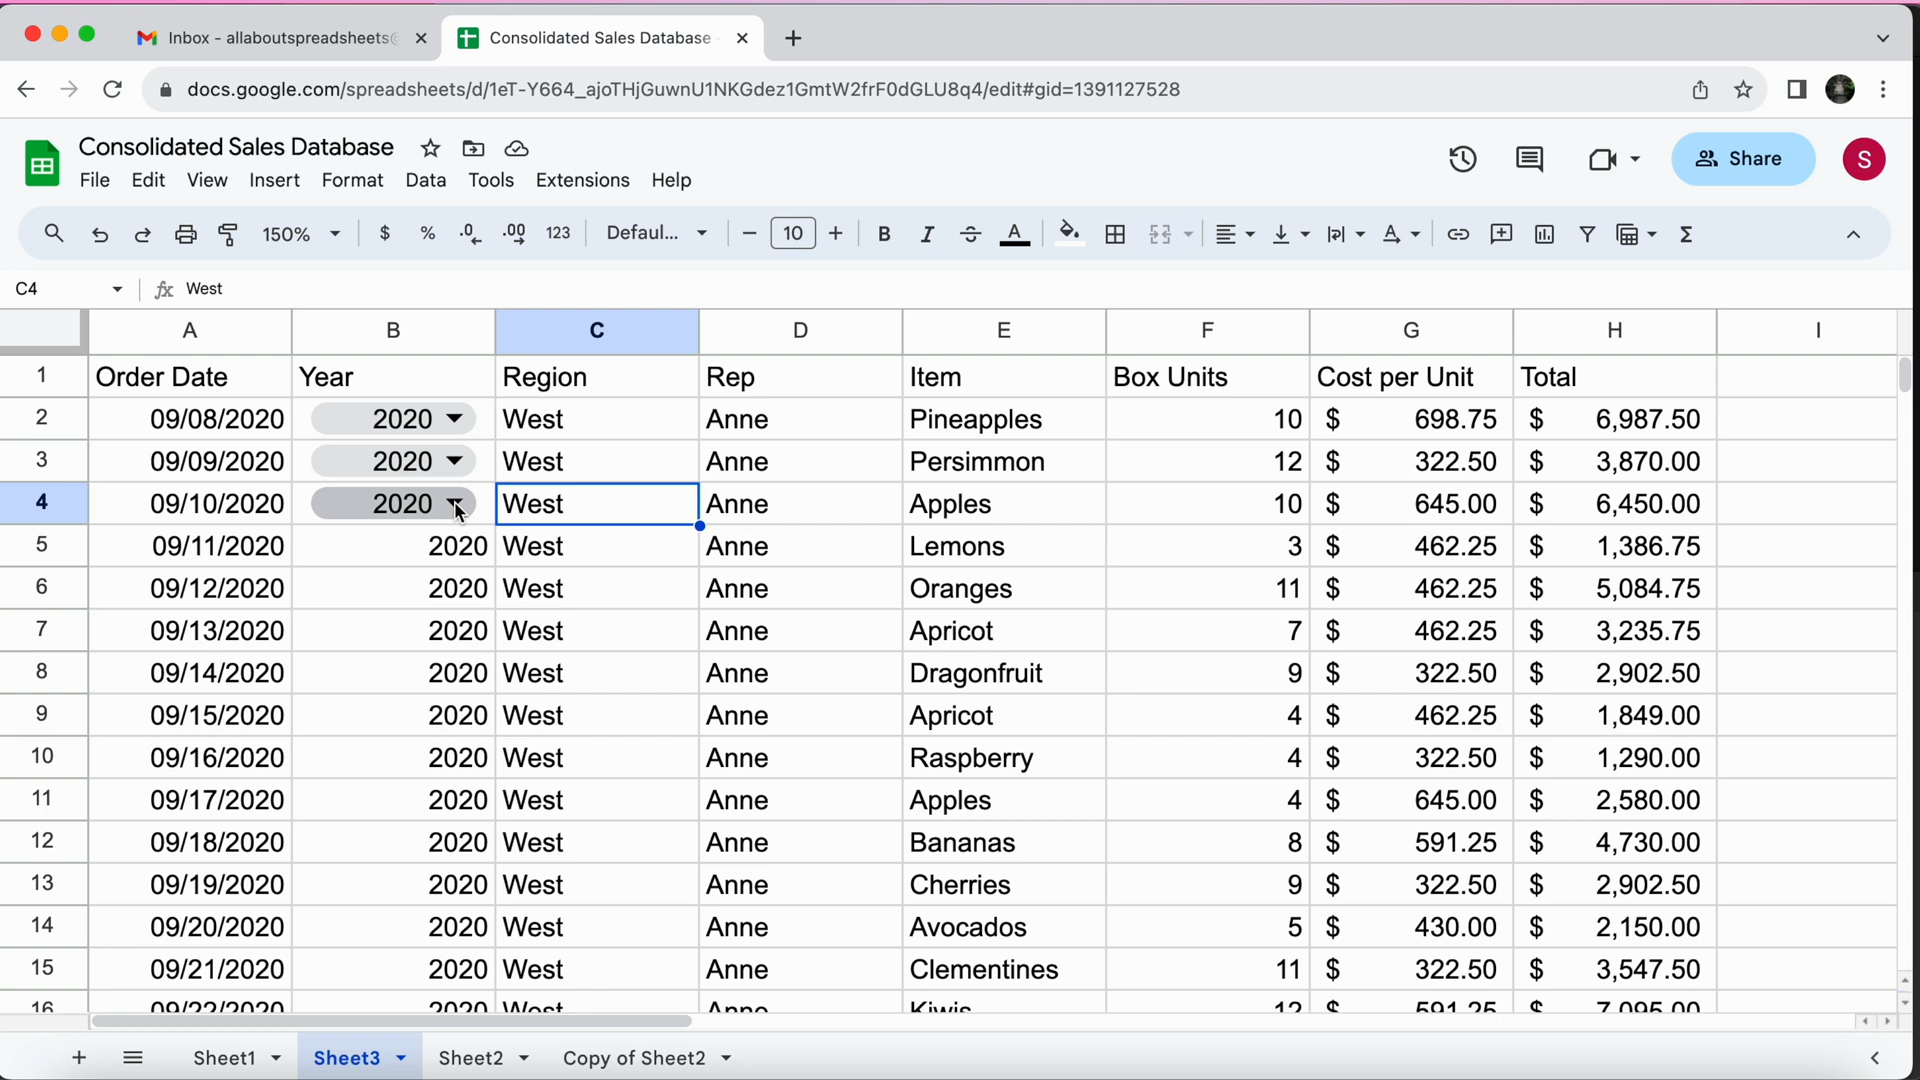 Inbox - allaboutspreadsheets@
Consolidated Sales Database
docs.google.com/spreadsheets/d/1eT-Y664_ajoTHjGuwnU1NKGdez1GmtW2frF0dGLU8q4/edit#gid=1391127528
Consolidated Sales Database
File Edit View Insert Format Data Tools Extensions Help
Share
S
150% $ % .0 .00 123 Defaul... 10 B I S A
C4 fx West
A B C D E F G H I
1 Order Date Year Region Rep Item Box Units Cost per Unit Total
2 09/08/2020 2020 West Anne Pineapples 10 $ 698.75 $ 6,987.50
3 09/09/2020 2020 West Anne Persimmon 12 $ 322.50 $ 3,870.00
4 09/10/2020 2020 West Anne Apples 10 $ 645.00 $ 6,450.00
5 09/11/2020 2020 West Anne Lemons 3 $ 462.25 $ 1,386.75
6 09/12/2020 2020 West Anne Oranges 11 $ 462.25 $ 5,084.75
7 09/13/2020 2020 West Anne Apricot 7 $ 462.25 $ 3,235.75
8 09/14/2020 2020 West Anne Dragonfruit 9 $ 322.50 $ 2,902.50
9 09/15/2020 2020 West Anne Apricot 4 $ 462.25 $ 1,849.00
10 09/16/2020 2020 West Anne Raspberry 4 $ 322.50 $ 1,290.00
11 09/17/2020 2020 West Anne Apples 4 $ 645.00 $ 2,580.00
12 09/18/2020 2020 West Anne Bananas 8 $ 591.25 $ 4,730.00
13 09/19/2020 2020 West Anne Cherries 9 $ 322.50 $ 2,902.50
14 09/20/2020 2020 West Anne Avocados 5 $ 430.00 $ 2,150.00
15 09/21/2020 2020 West Anne Clementines 11 $ 322.50 $ 3,547.50
16 09/22/2020 2020 West Anne Kiwis 12 $ 591.25 $ 7,095.00
Sheet1 Sheet3 Sheet2 Copy of Sheet2